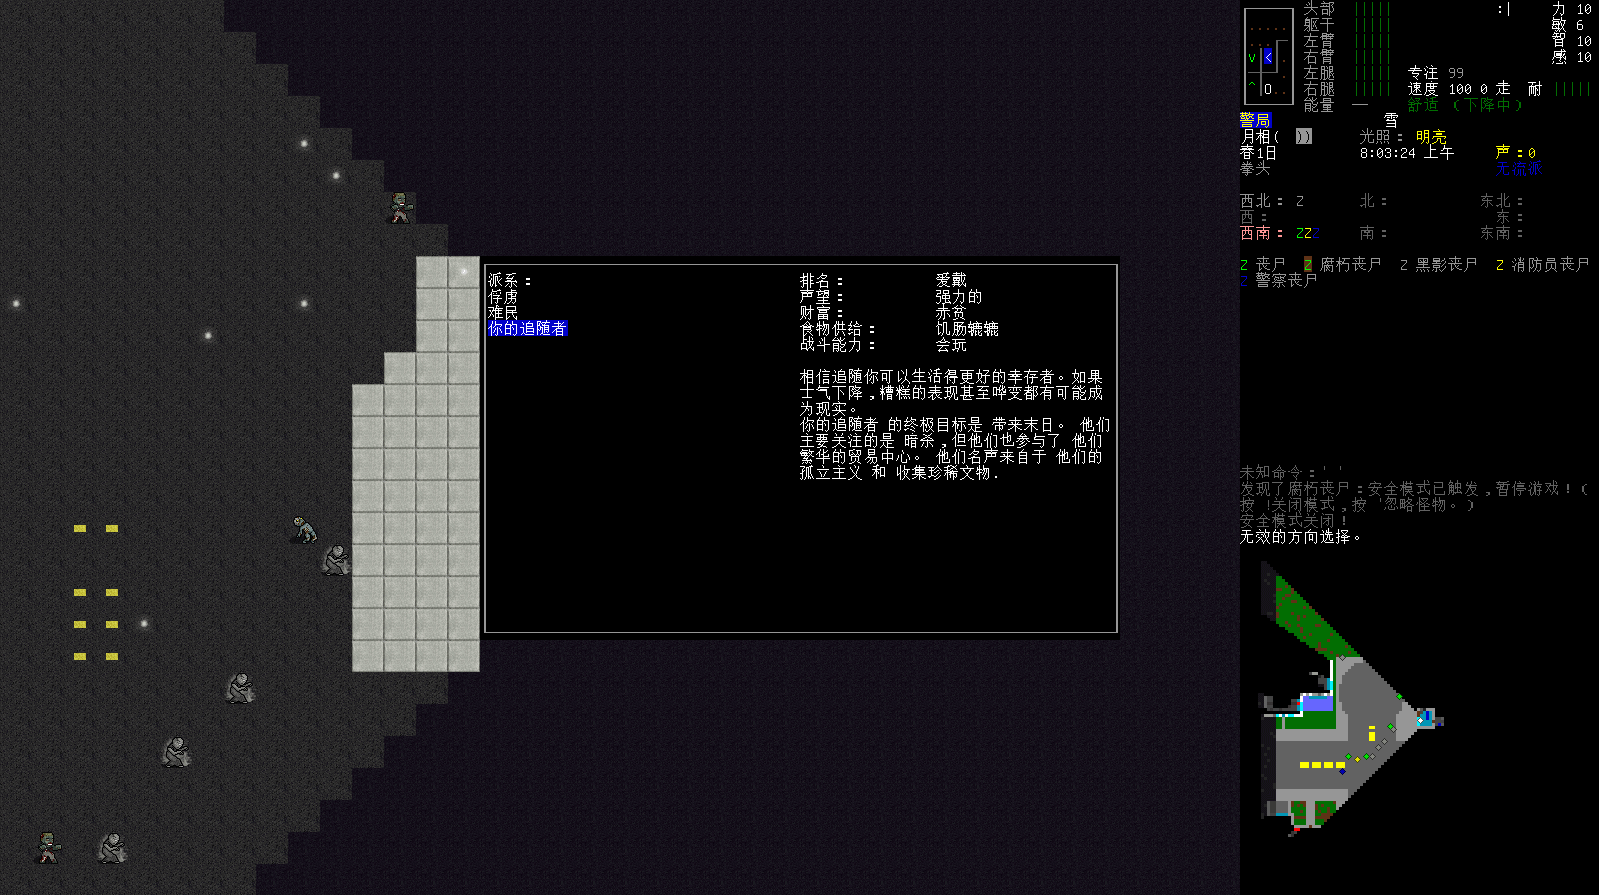 头部 :| 力 10
躯干 敏 6
左臂 智 10
右臂 感 10
左腿 专注 99
右腿 速度 100 0 走 耐
能量 —— 舒适 (下降中)
警局 雪
月相( )) 光照: 明亮
春1日 8:03:24 上午 声:0
拳头 无流派
西北: Z 北: 东北:
西: 东:
西南: ZZZ 南: 东南:
Z 丧尸 Z 腐朽丧尸 Z 黑影丧尸 Z 消防员丧尸
Z 警察丧尸
派系:
俘虏
难民
你的追随者
排名: 爱戴
声望: 强力的
财富: 赤贫
食物供给: 饥肠辘辘
战斗能力: 会玩
相信追随你可以生活得更好的幸存者。如果
士气下降,糟糕的表现甚至哗变都有可能成
为现实。
你的追随者 的终极目标是 带来末日。 他们
主要关注的是 暗杀,但他们也参与了 他们
繁华的贸易中心。 他们名声来自于 他们的
孤立主义 和 收集珍稀文物.
未知命令:' '
发现了腐朽丧尸:安全模式已触发,暂停游戏! (
按 !关闭模式,按 '忽略怪物。)
安全模式关闭!
无效的方向选择。